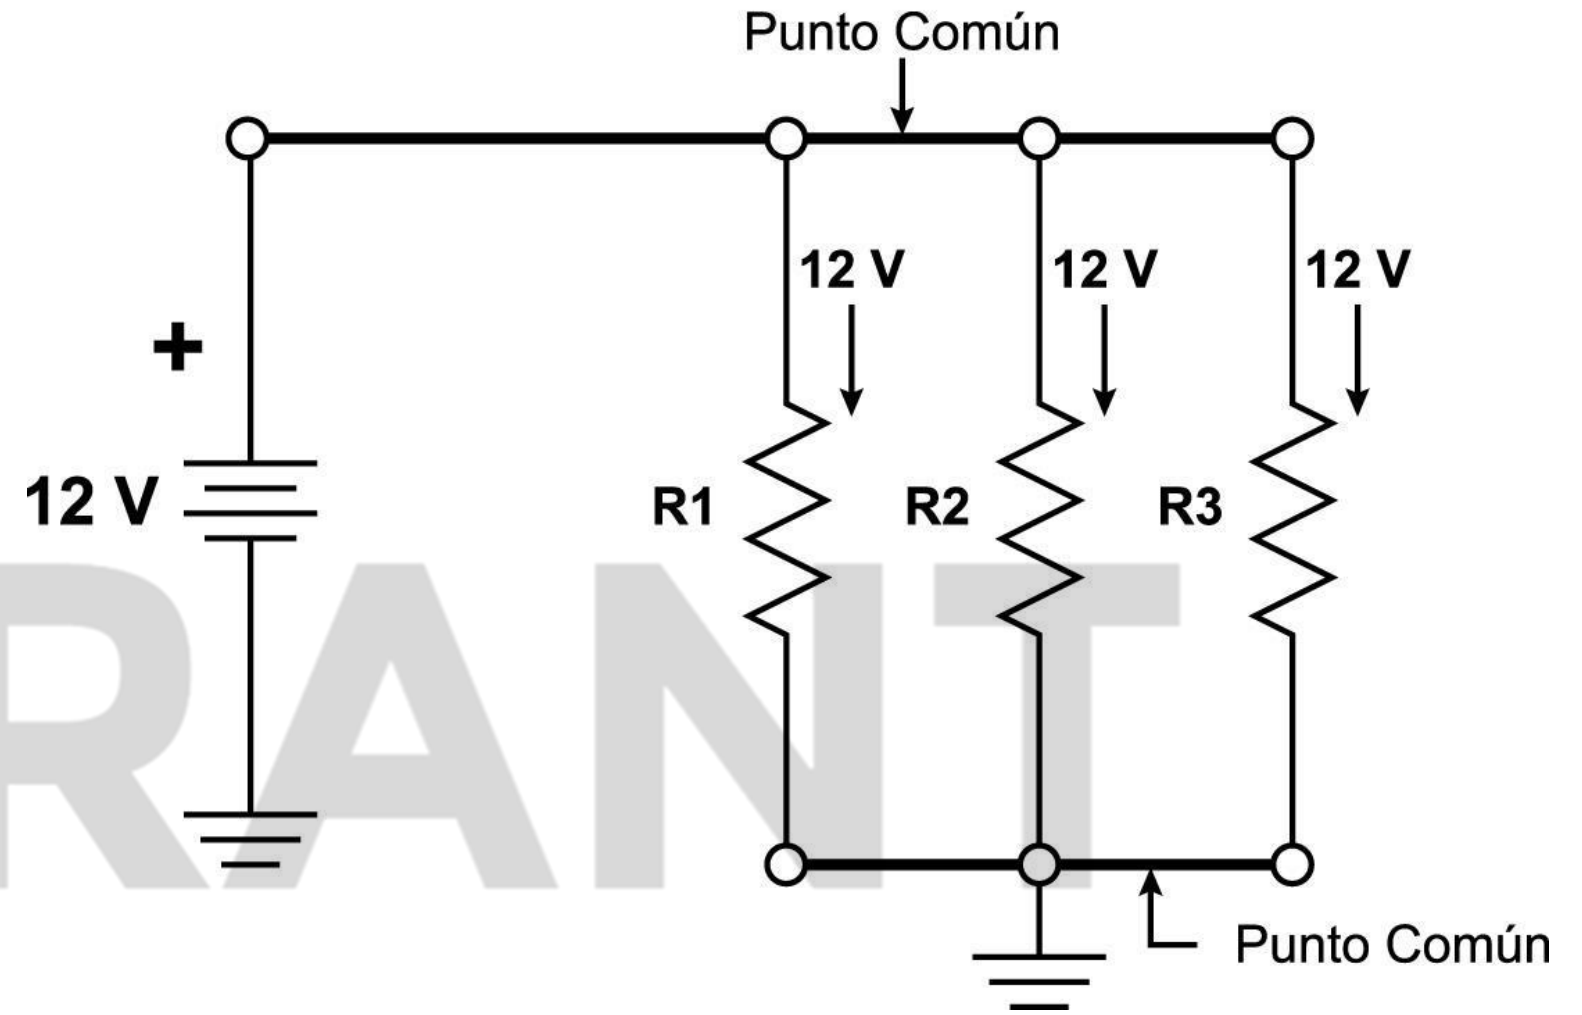 Punto Común
12 V
12 V
12 V
+
12 V
R1
R2
R3
RANT
Punto Común